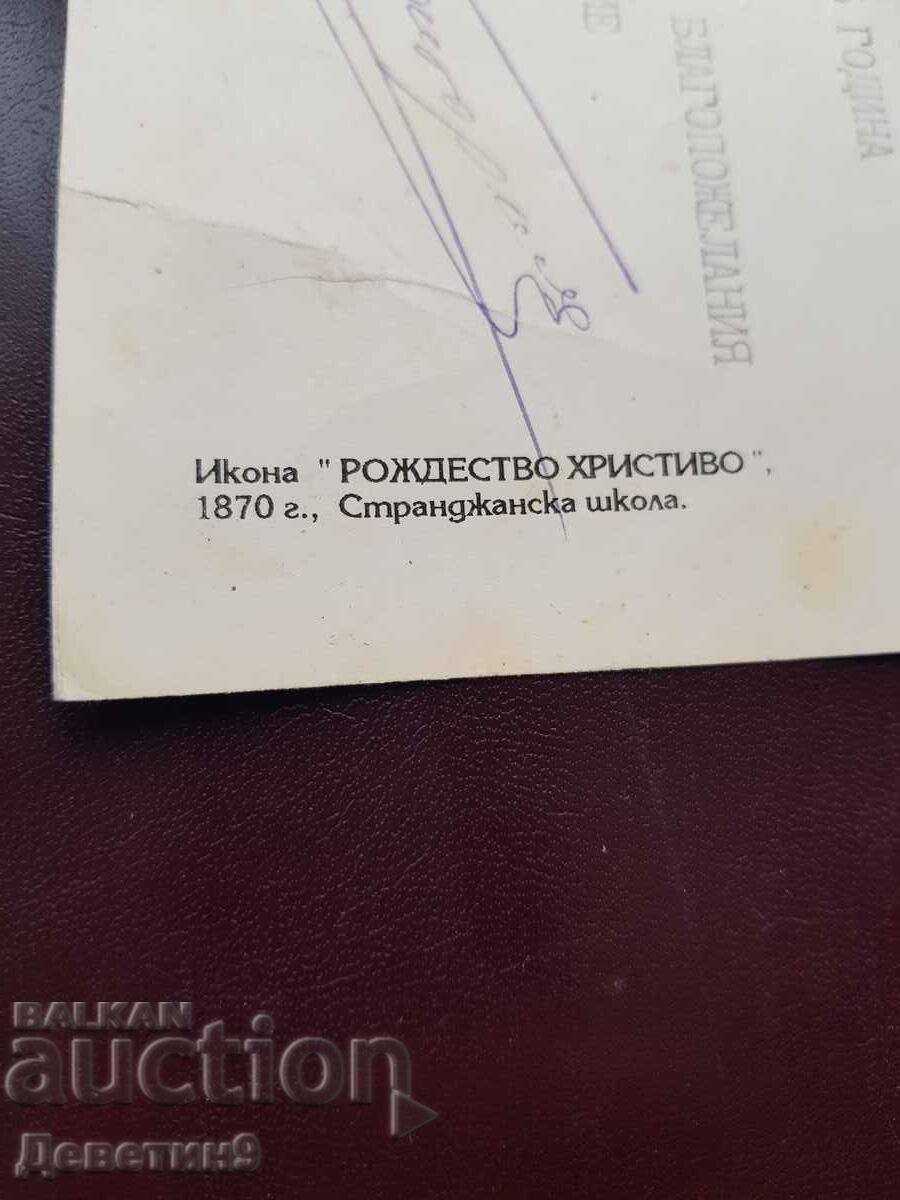 ГОДИНА
БЛАГОПОЖЕЛАНИЯ
Икона "РОЖДЕСТВО ХРИСТИВО",
1870 г., Странджанска школа.
BALKAN
auction
Деветин9